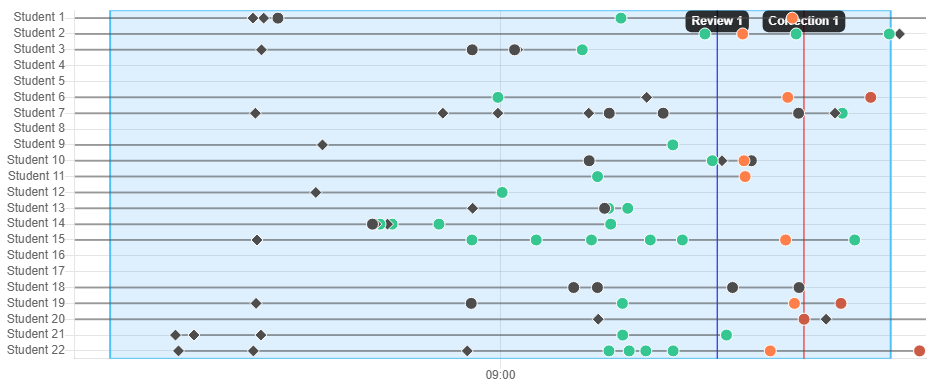 Student 1
Student 2
Review 1
Collection 1
Student 3
Student 4
Student 5
Student 6
Student 7
Student 8
Student 9
Student 10
Student 11
Student 12
Student 13
Student 14
Student 15
Student 16
Student 17
Student 18
Student 19
Student 20
Student 21
Student 22
09:00